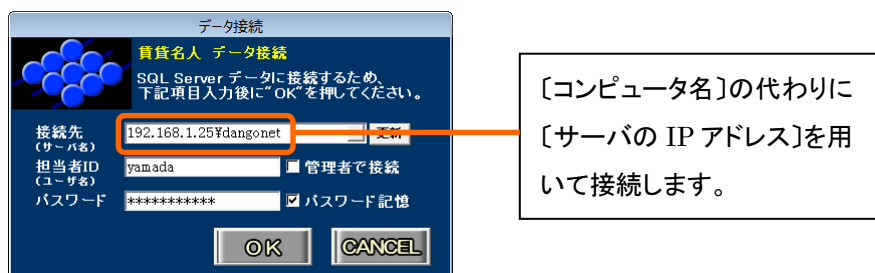 データ接続
賃貸名人 データ接続
SQL Server データに接続するため、
下記項目入力後に"OK"を押してください。
接続先
(サーバ名)
192.168.1.25¥dangonet
更新
担当者ID
(ユーザ名)
yamada
管理者で接続
パスワード
***********
パスワード記憶
OK
CANCEL
〔コンピュータ名〕の代わりに
〔サーバの IP アドレス〕を用
いて接続します。